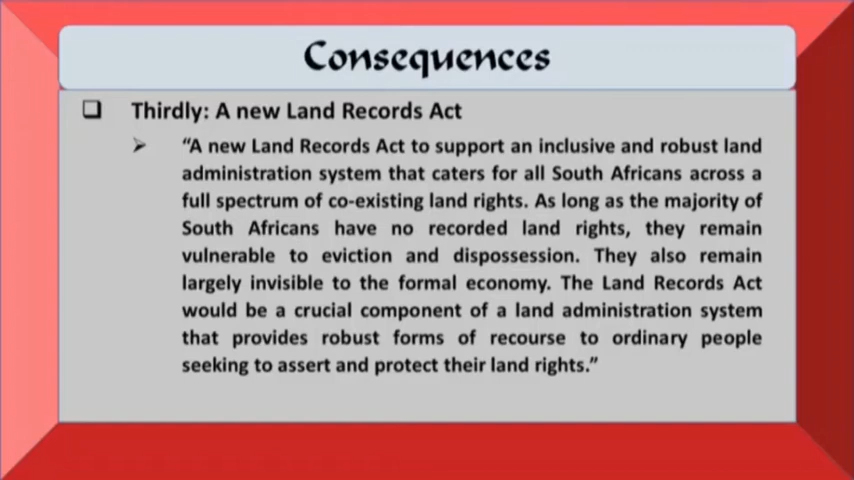 Consequences
Thirdly: A new Land Records Act
“A new Land Records Act to support an inclusive and robust land
administration system that caters for all South Africans across a
full spectrum of co-existing land rights. As long as the majority of
South Africans have no recorded land rights, they remain
vulnerable to eviction and dispossession. They also remain
largely invisible to the formal economy. The Land Records Act
would be a crucial component of a land administration system
that provides robust forms of recourse to ordinary people
seeking to assert and protect their land rights.”